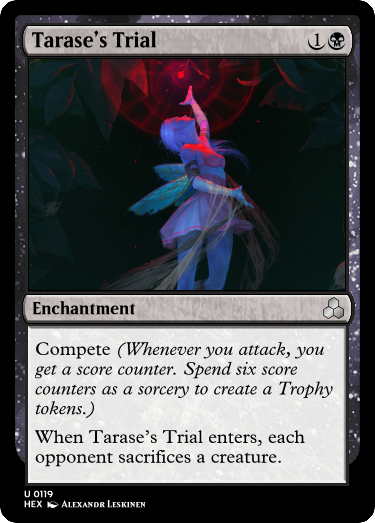 Tarase's Trial 1
Enchantment
Compete (Whenever you attack, you
get a score counter. Spend six score
counters as a sorcery to create a Trophy
tokens.)
When Tarase's Trial enters, each
opponent sacrifices a creature.
U 0119
HEX Alexandr Leskinen